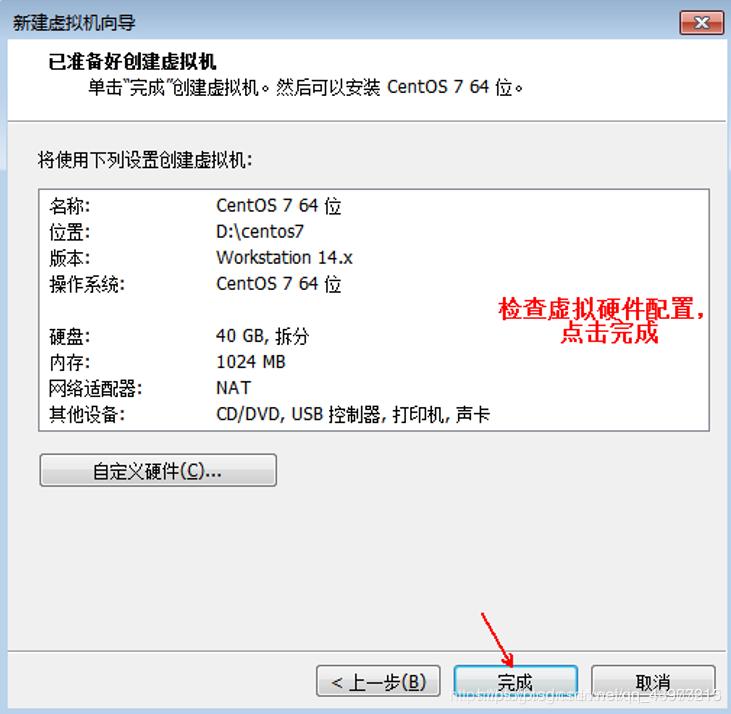 新建虚拟机向导
已准备好创建虚拟机
单击"完成"创建虚拟机。然后可以安装 CentOS 7 64 位。
将使用下列设置创建虚拟机:
名称: CentOS 7 64 位
位置: D:\centos7
版本: Workstation 14.x
操作系统: CentOS 7 64 位
硬盘: 40 GB, 拆分
内存: 1024 MB
网络适配器: NAT
其他设备: CD/DVD, USB 控制器, 打印机, 声卡
检查虚拟硬件配置,
点击完成
自定义硬件(C)...
< 上一步(B)
完成
取消